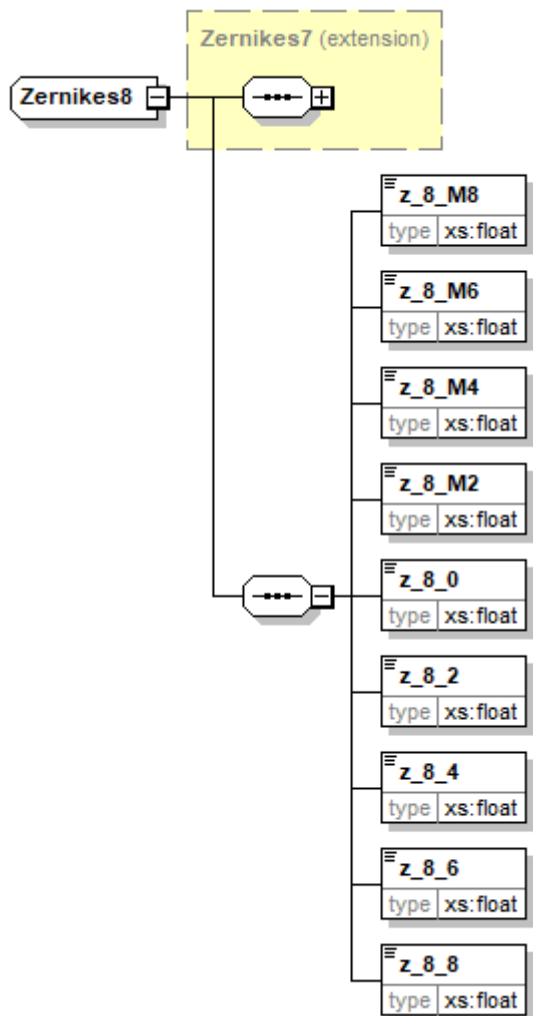 Zernikes7 (extension)
Zernikes8
z_8_M8
type xs:float
z_8_M6
type xs:float
z_8_M4
type xs:float
z_8_M2
type xs:float
z_8_0
type xs:float
z_8_2
type xs:float
z_8_4
type xs:float
z_8_6
type xs:float
z_8_8
type xs:float